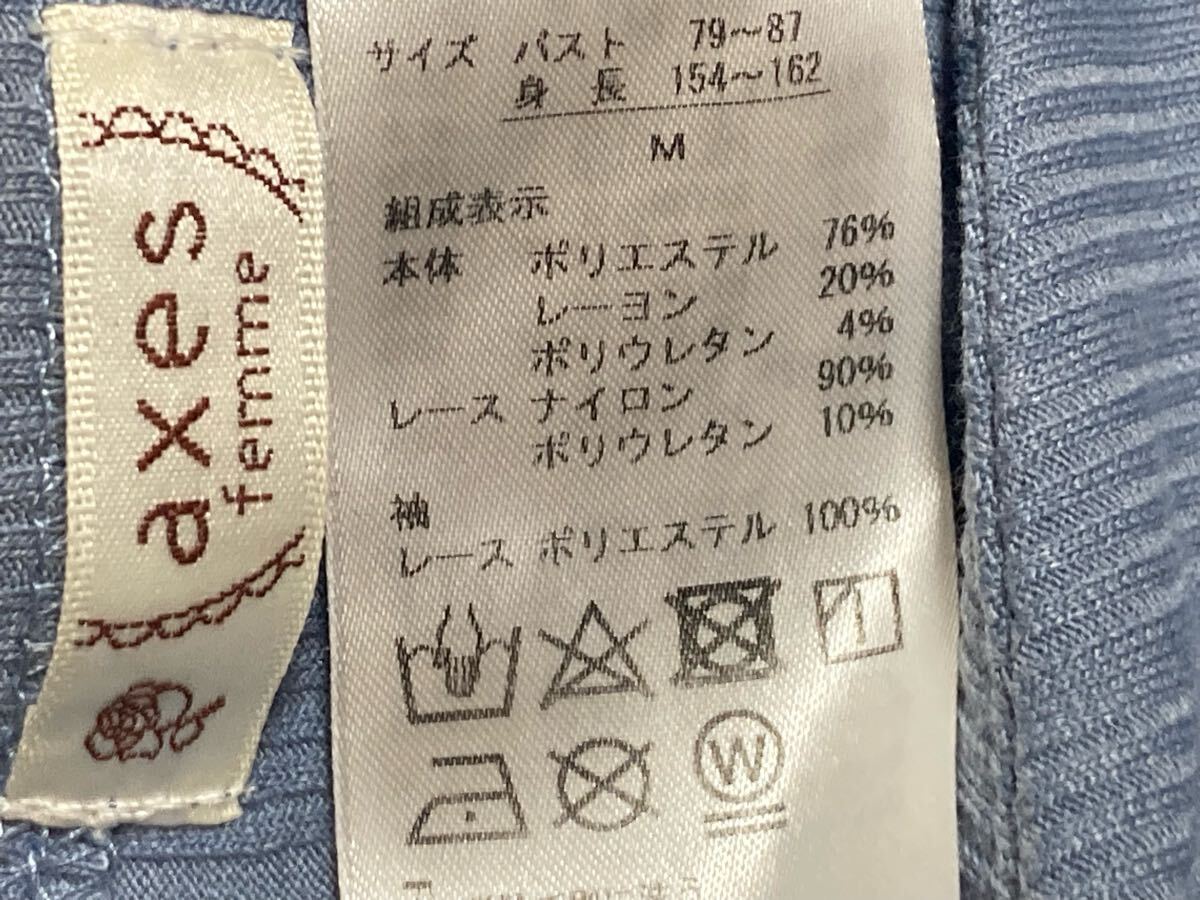 axes
femme
サイズ バスト 79～87
身 長 154～162
M
組成表示
本体 ポリエステル 76%
レーヨン 20%
ポリウレタン 4%
レース ナイロン 90%
ポリウレタン 10%
袖
レース ポリエステル 100%
W